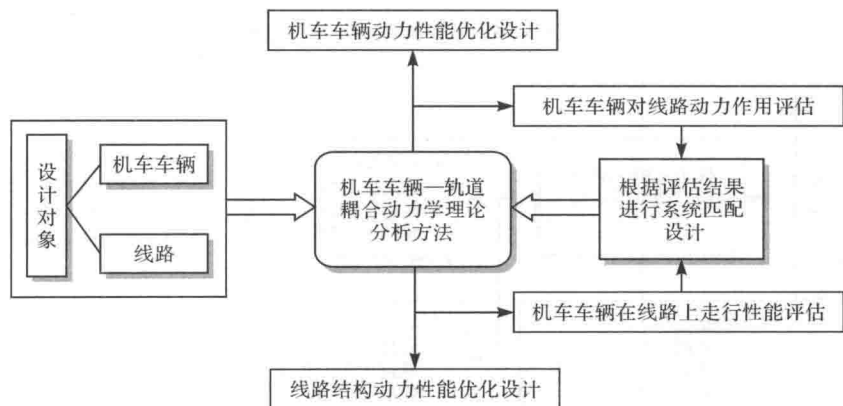 机车车辆动力性能优化设计
机车车辆对线路动力作用评估
设计对象
机车车辆
线路
机车车辆—轨道
耦合动力学理论
分析方法
根据评估结果
进行系统匹配
设计
机车车辆在线路上走行性能评估
线路结构动力性能优化设计